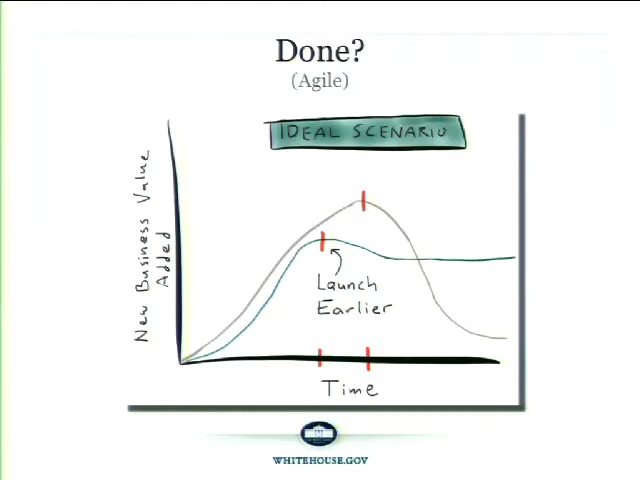 Done?
(Agile)
IDEAL SCENARIO
New Business Value
Added
Launch
Earlier
Time
WHITEHOUSE.GOV